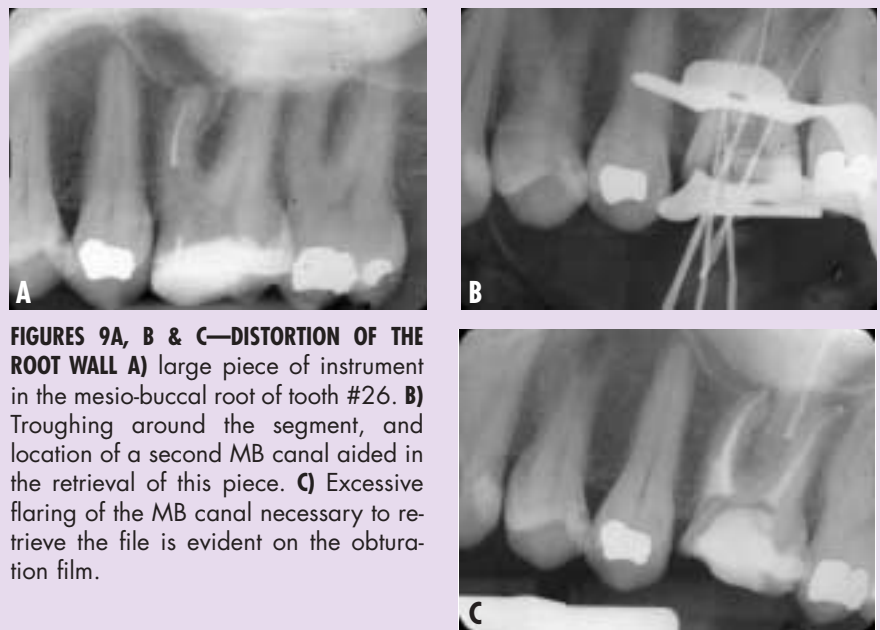 A
B
FIGURES 9A, B & C—DISTORTION OF THE
ROOT WALL A) large piece of instrument
in the mesio-buccal root of tooth #26. B)
Troughing around the segment, and
location of a second MB canal aided in
the retrieval of this piece. C) Excessive
flaring of the MB canal necessary to re-
trieve the file is evident on the obtura-
tion film.
C